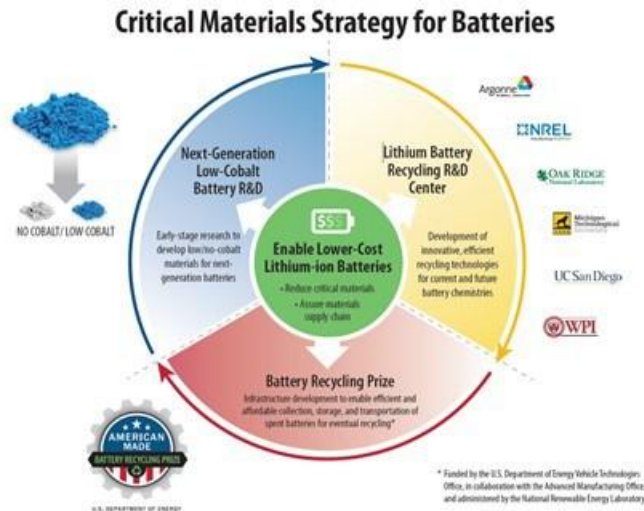 Critical Materials Strategy for Batteries
Next-Generation
Low-Cobalt
Battery R&D
Early-stage research to
develop low/no-cobalt
materials for next-
generation batteries
NO COBALT/ LOW COBALT
Lithium Battery
Recycling R&D
Center
Development of
innovative, efficient
recycling technologies
for current and future
battery chemistries
Argonne
NREL
OAK RIDGE
National Laboratory
Michigan
Technological
University
UC San Diego
WPI
$$$
Enable Lower-Cost
Lithium-ion Batteries
• Reduce critical materials
• Assure materials
supply chain
Battery Recycling Prize
Infrastructure development to enable efficient and
affordable collection, storage, and transportation of
spent batteries for eventual recycling*
AMERICAN
MADE
BATTERY RECYCLING PRIZE
U.S. DEPARTMENT OF ENERGY
* Funded by the U.S. Department of Energy Vehicle Technologies
Office, in collaboration with the Advanced Manufacturing Office,
and administered by the National Renewable Energy Laboratory